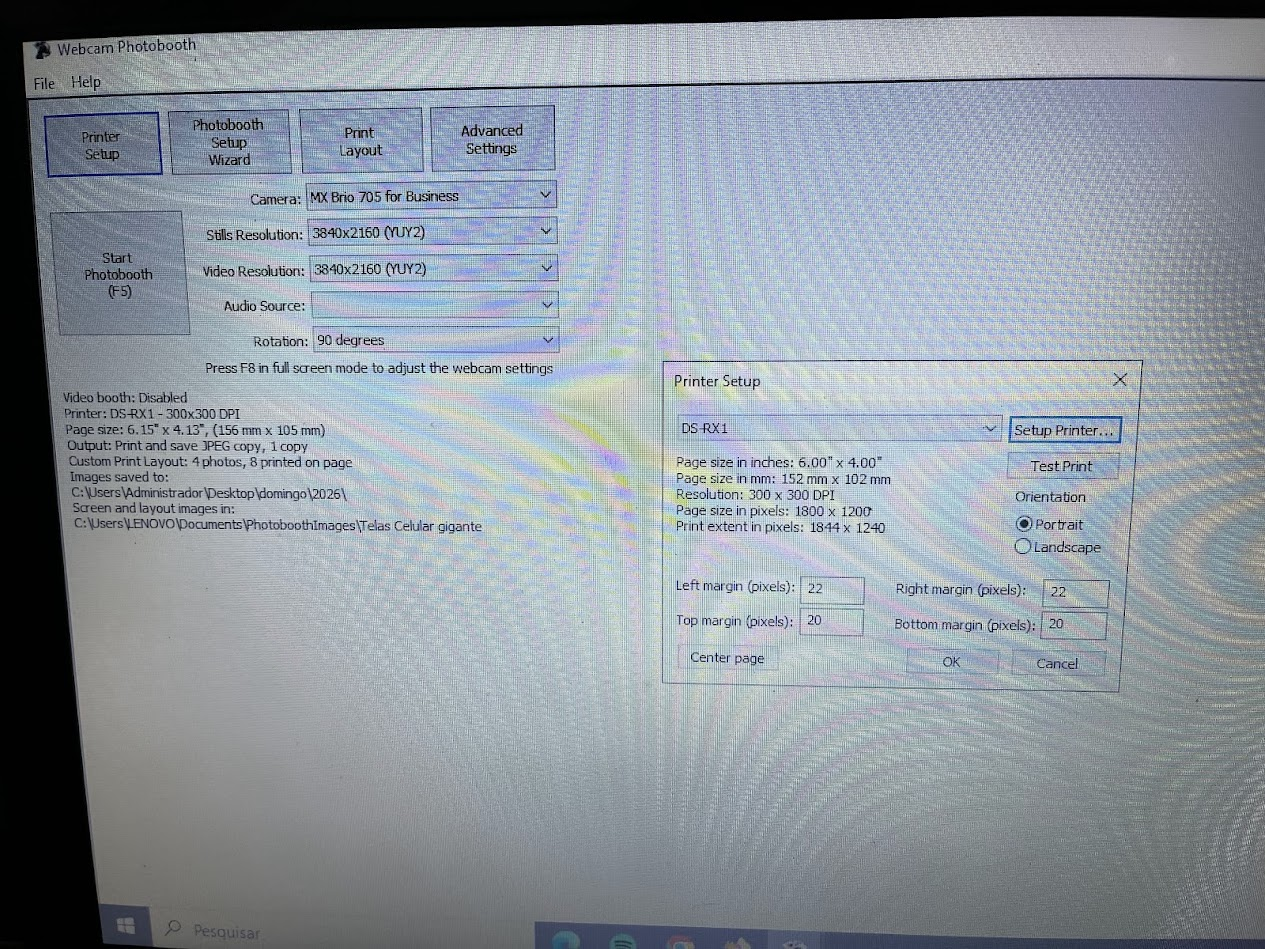 Webcam Photobooth
File Help
Printer
Setup
Photobooth
Setup
Wizard
Print
Layout
Advanced
Settings
Start
Photobooth
(F5)
Camera: MX Brio 705 for Business
Stills Resolution: 3840x2160 (YUY2)
Video Resolution: 3840x2160 (YUY2)
Audio Source:
Rotation: 90 degrees
Press F8 in full screen mode to adjust the webcam settings
Video booth: Disabled
Printer: DS-RX1 - 300x300 DPI
Page size: 6.15" x 4.13", (156 mm x 105 mm)
Output: Print and save JPEG copy, 1 copy
Custom Print Layout: 4 photos, 8 printed on page
Images saved to:
C:\Users\Administrador\Desktop\domingo\2026\
Screen and layout images in:
C:\Users\LENOVO\Documents\PhotoboothImages\Telas Celular gigante
Printer Setup
DS-RX1
Setup Printer...
Page size in inches: 6.00" x 4.00"
Page size in mm: 152 mm x 102 mm
Resolution: 300 x 300 DPI
Page size in pixels: 1800 x 1200
Print extent in pixels: 1844 x 1240
Test Print
Orientation
Portrait
Landscape
Left margin (pixels): 22
Right margin (pixels): 22
Top margin (pixels): 20
Bottom margin (pixels): 20
Center page
OK
Cancel
Pesquisar